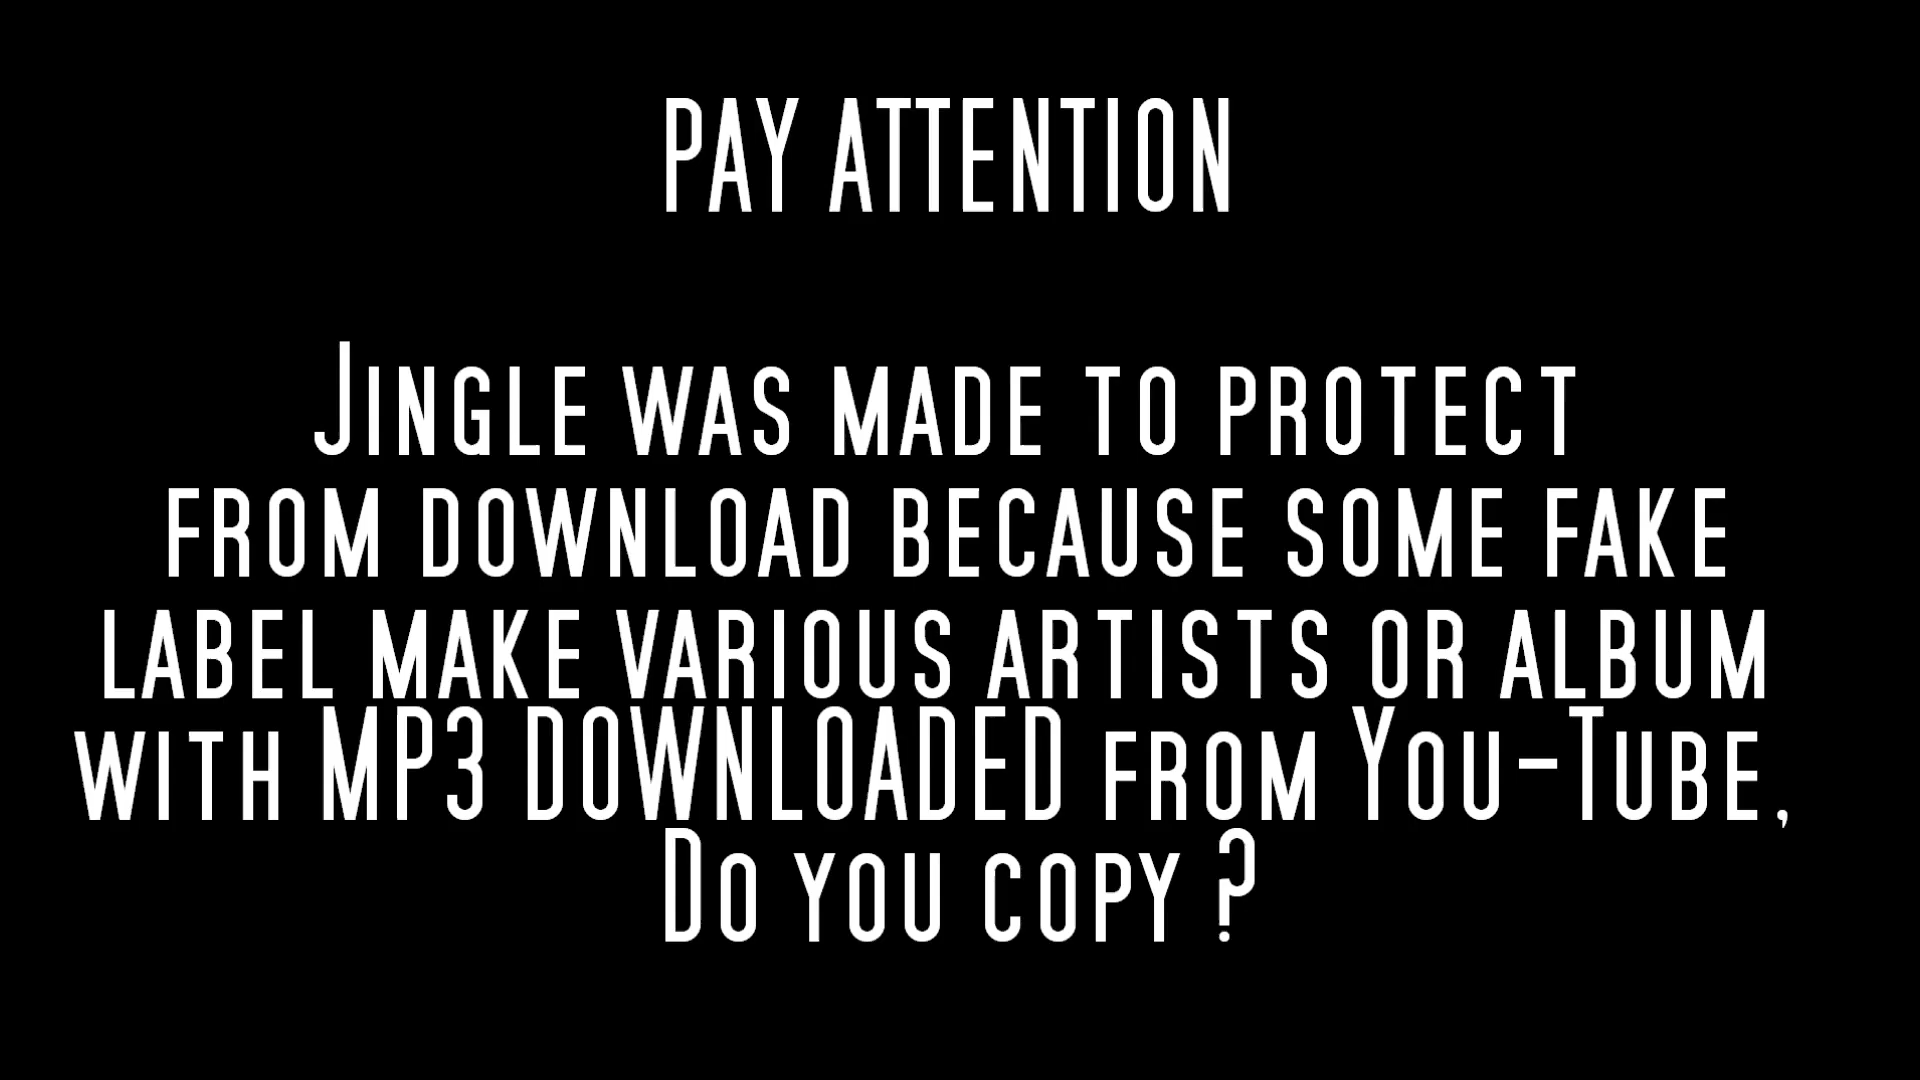 PAY ATTENTION
Jingle was made to protect
from download because some fake
label make various artists or album
with MP3 DOWNLOADED from You-Tube,
Do you copy ?